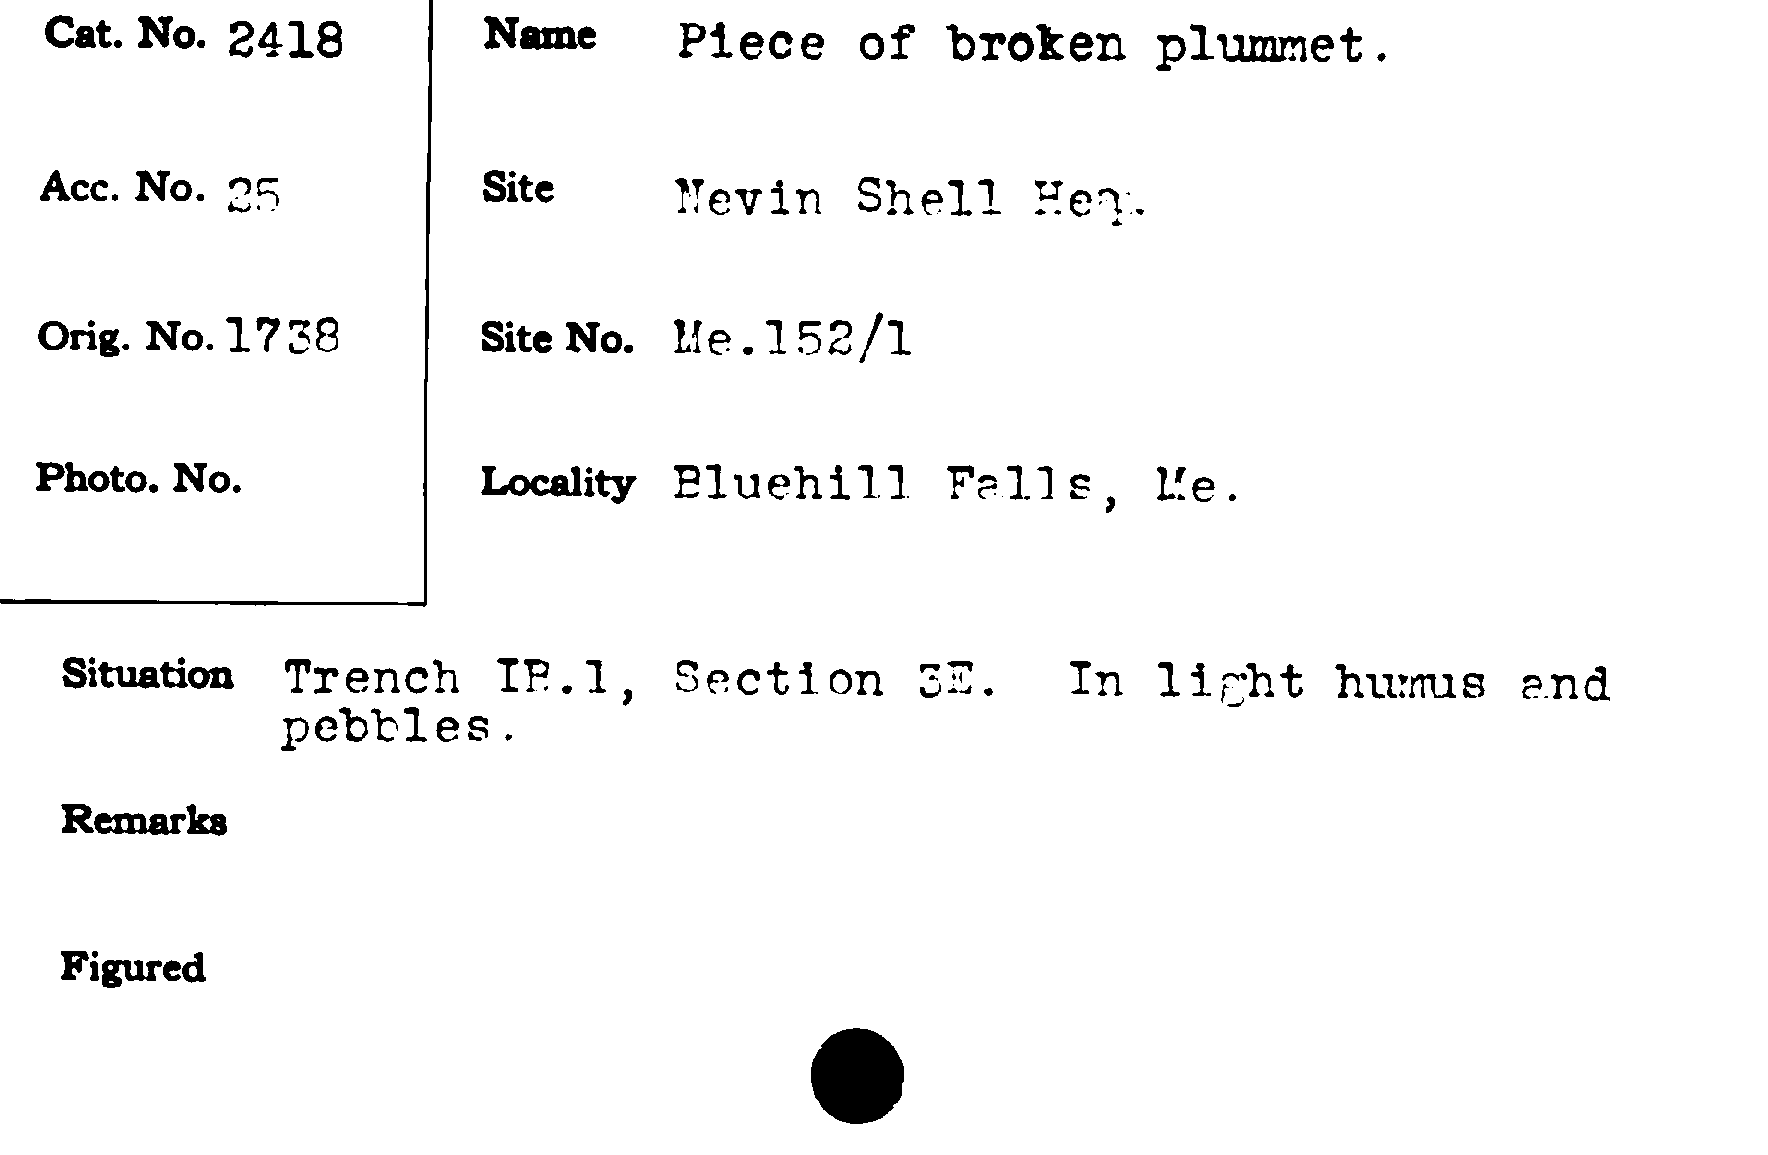 Cat. No. 2418
Name Piece of broken plummet.
Acc. No. 25
Site Nevin Shell Heap.
Orig. No. 1738
Site No. Me.152/1
Photo. No.
Locality Bluehill Falls, Me.
Situation Trench IB.1, Section 3E. In light humus and
pebbles.
Remarks
Figured